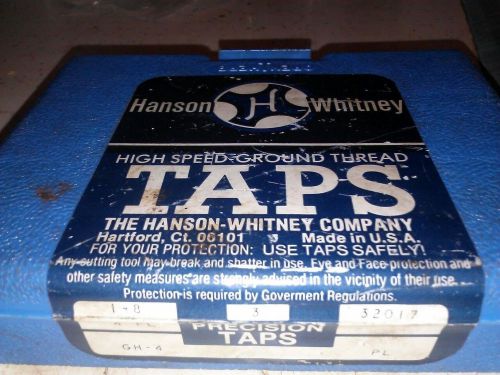 Hanson H Whitney
HIGH SPEED GROUND THREAD
TAPS
THE HANSON-WHITNEY COMPANY
Hartford, Ct. 06101 Made in U.S.A.
FOR YOUR PROTECTION: USE TAPS SAFELY!
Any cutting tool may break and shatter in use. Eye and Face protection and
other safety measures are strongly advised in the vicinity of their use.
Protection is required by Goverment Regulations.
1-8 3 32017
PRECISION
TAPS
GH-4 PL